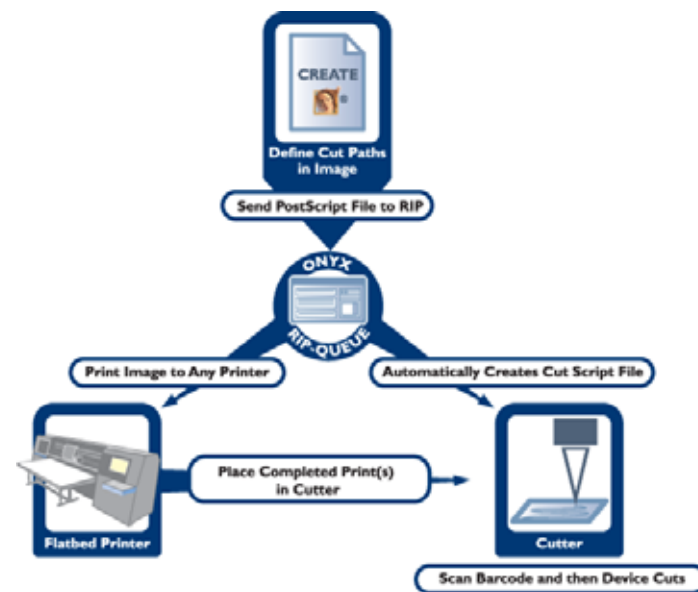 CREATE
Define Cut Paths
in Image
Send PostScript File to RIP
ONYX
RIP-QUEUE
Print Image to Any Printer
Automatically Creates Cut Script File
Place Completed Print(s)
in Cutter
Flatbed Printer
Cutter
Scan Barcode and then Device Cuts